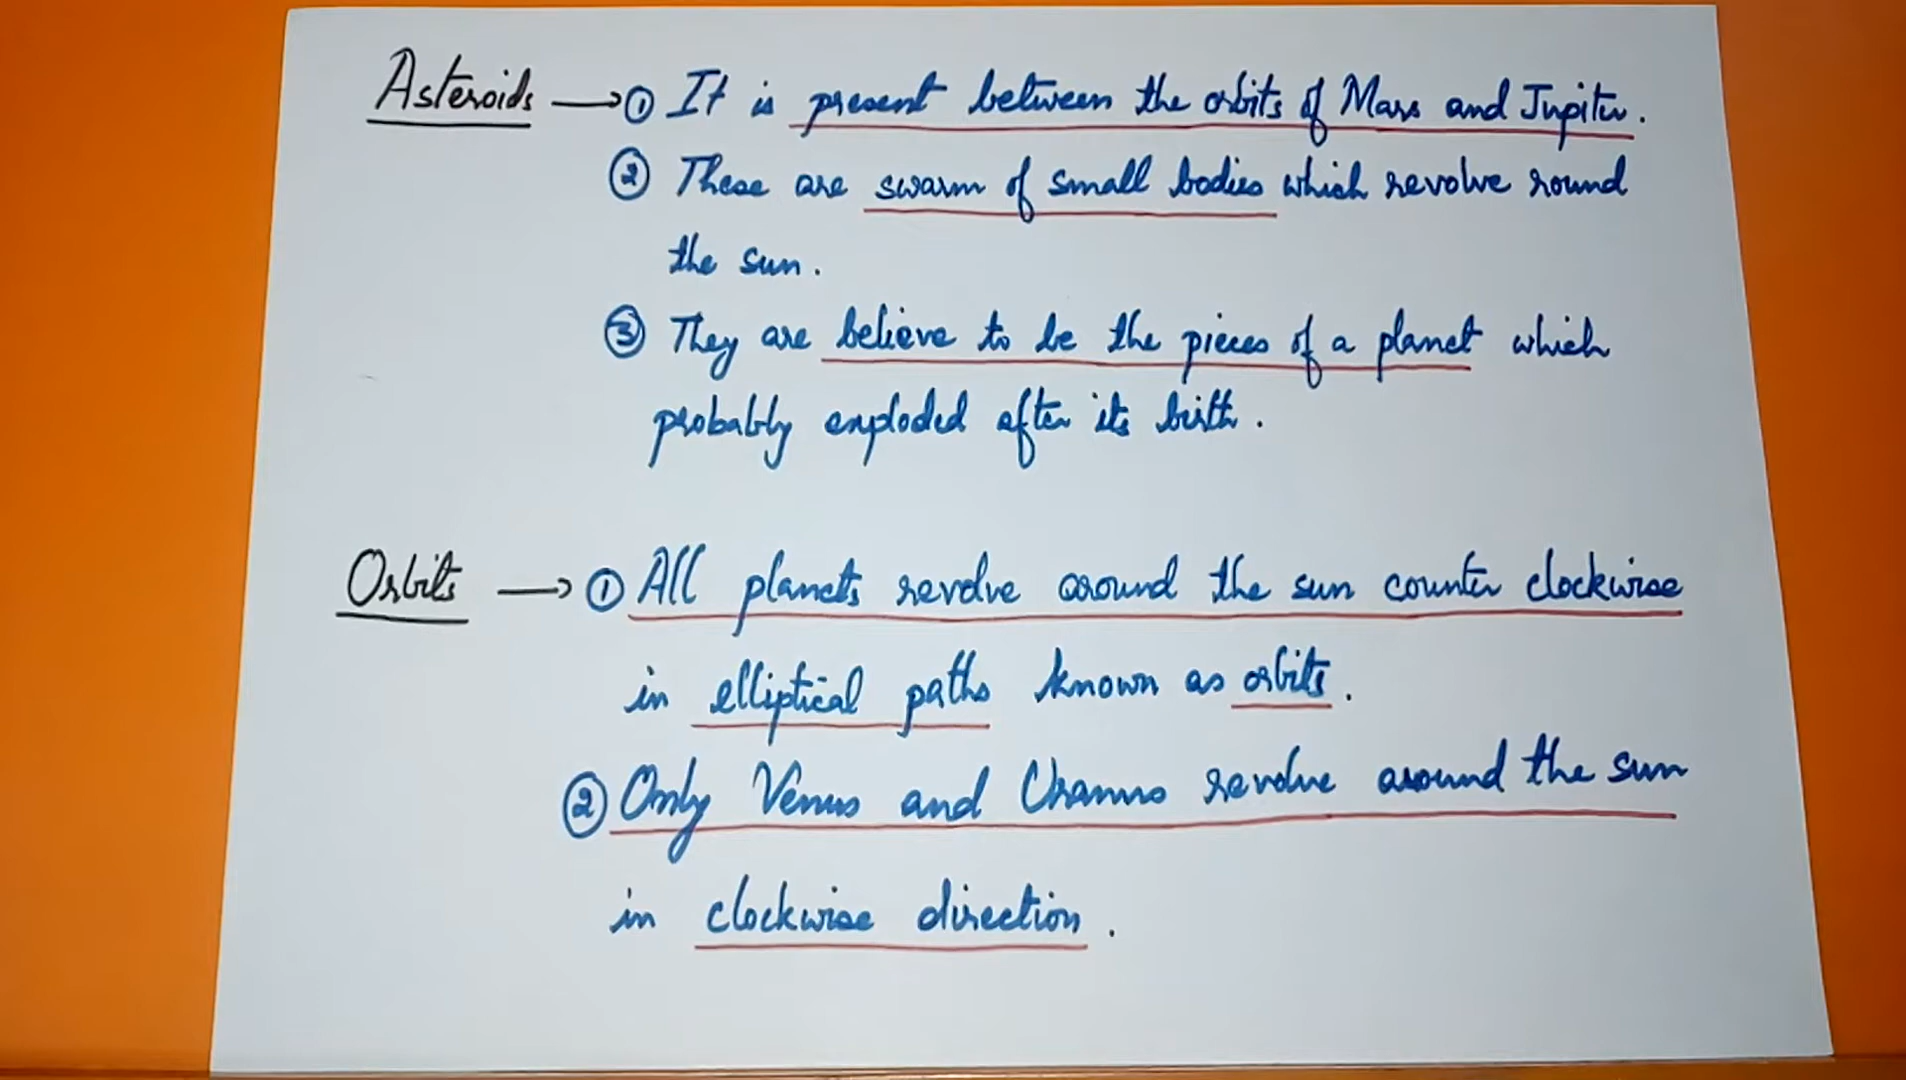 Asteroids → ① It is present between the orbits of Mars and Jupiter.
② These are swarm of small bodies which revolve round
the sun.
③ They are believe to be the pieces of a planet which
probably exploded after its birth.
Orbits → ① All planets revolve around the sun counter clockwise
in elliptical paths known as orbits.
② Only Venus and Uranus revolve around the sun
in clockwise direction.